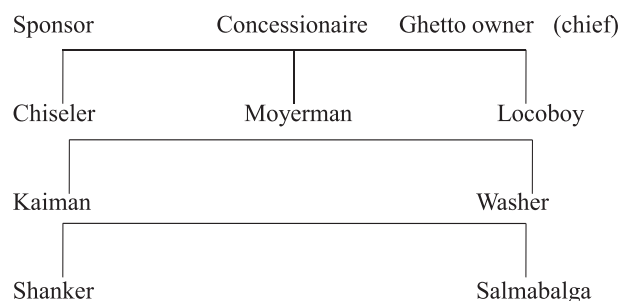 Sponsor Concessionaire Ghetto owner (chief)
Chiseler Moyerman Locoboy
Kaiman Washer
Shanker Salmabalga